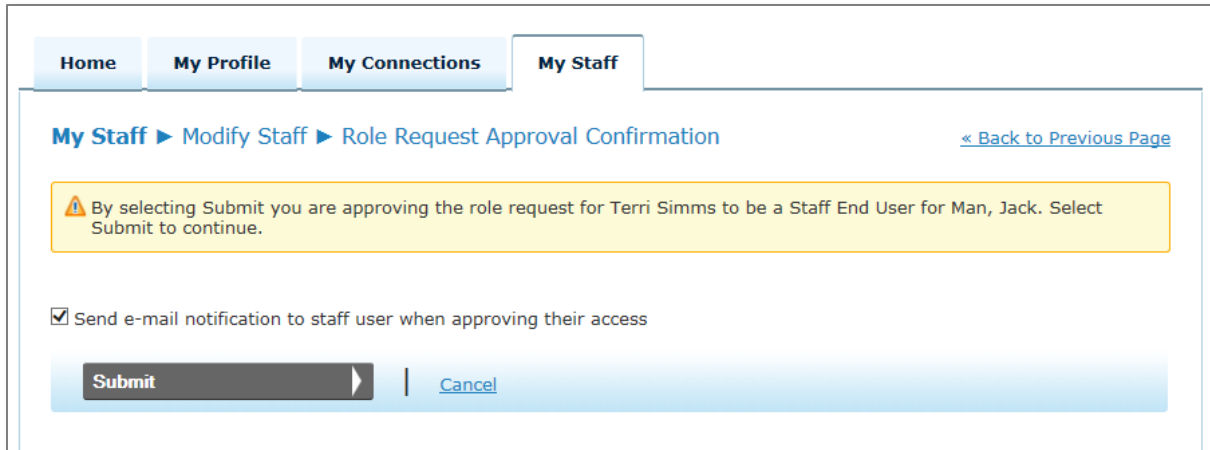 Home My Profile My Connections My Staff
My Staff ► Modify Staff ► Role Request Approval Confirmation « Back to Previous Page
By selecting Submit you are approving the role request for Terri Simms to be a Staff End User for Man, Jack. Select
Submit to continue.
Send e-mail notification to staff user when approving their access
Submit | Cancel